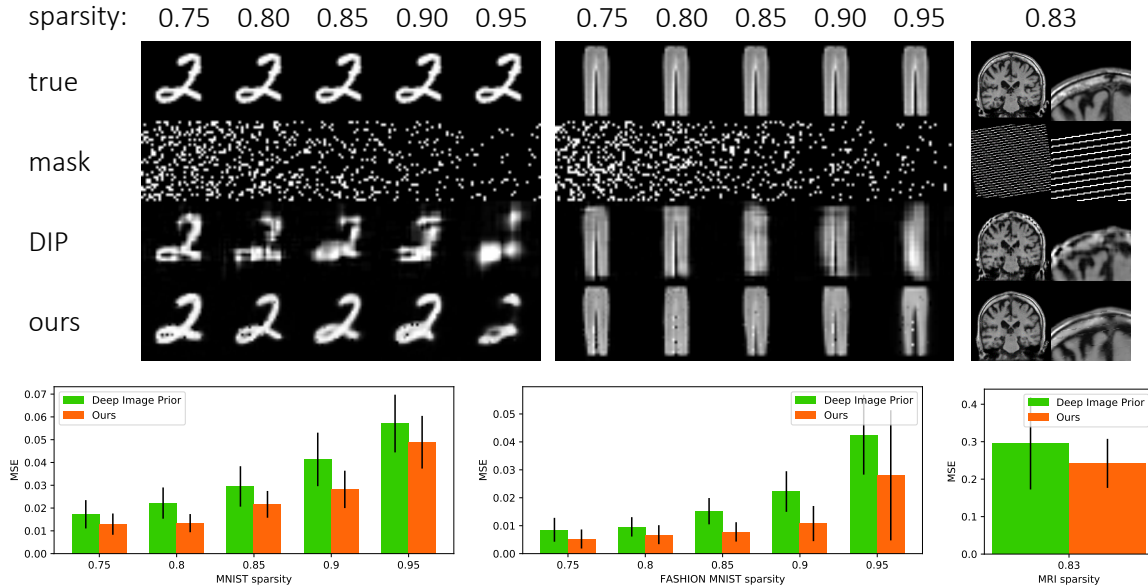 sparsity: 0.75 0.80 0.85 0.90 0.95 0.75 0.80 0.85 0.90 0.95 0.83
true
mask
DIP
ours
0.07
0.06
0.05
0.04
0.03
0.02
0.01
0.00
MSE
Deep Image Prior
Ours
0.75 0.8 0.85 0.9 0.95
MNIST sparsity
0.05
0.04
0.03
0.02
0.01
0.00
MSE
Deep Image Prior
Ours
0.75 0.8 0.85 0.9 0.95
FASHION MNIST sparsity
0.4
0.3
0.2
0.1
0.0
MSE
Deep Image Prior
Ours
0.83
MRI sparsity